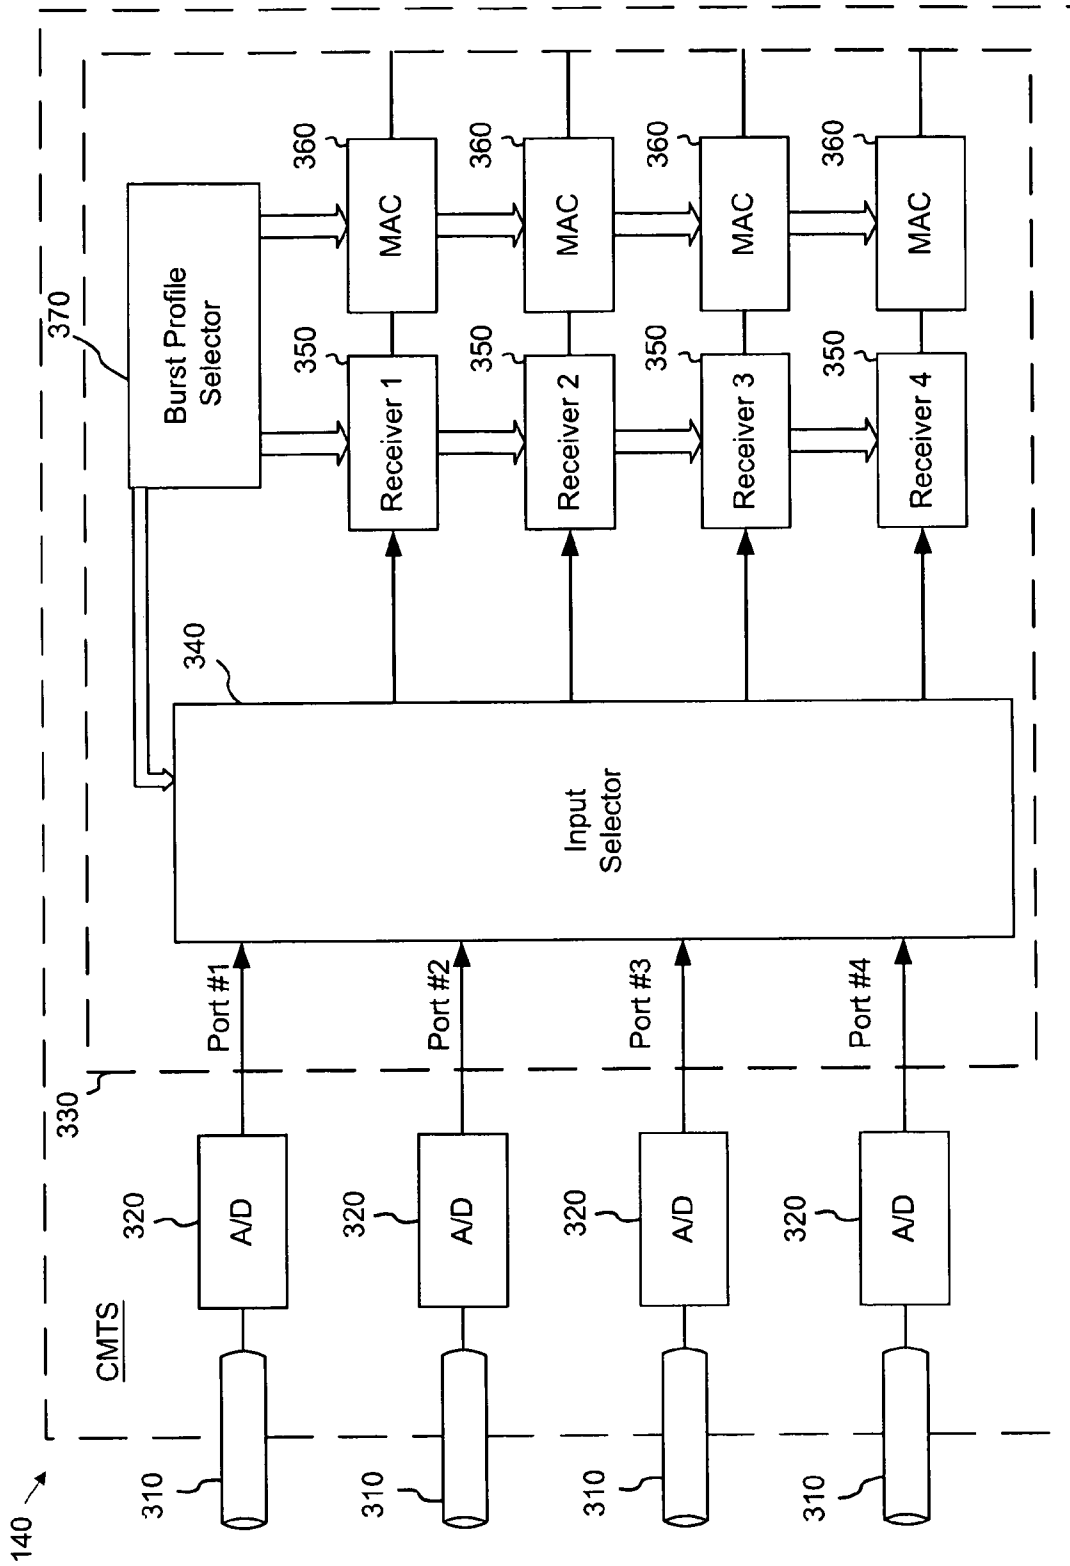 140
CMTS
310
320
A/D
Port #1
310
320
A/D
Port #2
310
320
A/D
Port #3
310
320
A/D
Port #4
330
340
Input
Selector
370
Burst Profile
Selector
350
Receiver 1
360
MAC
350
Receiver 2
360
MAC
350
Receiver 3
360
MAC
350
Receiver 4
360
MAC